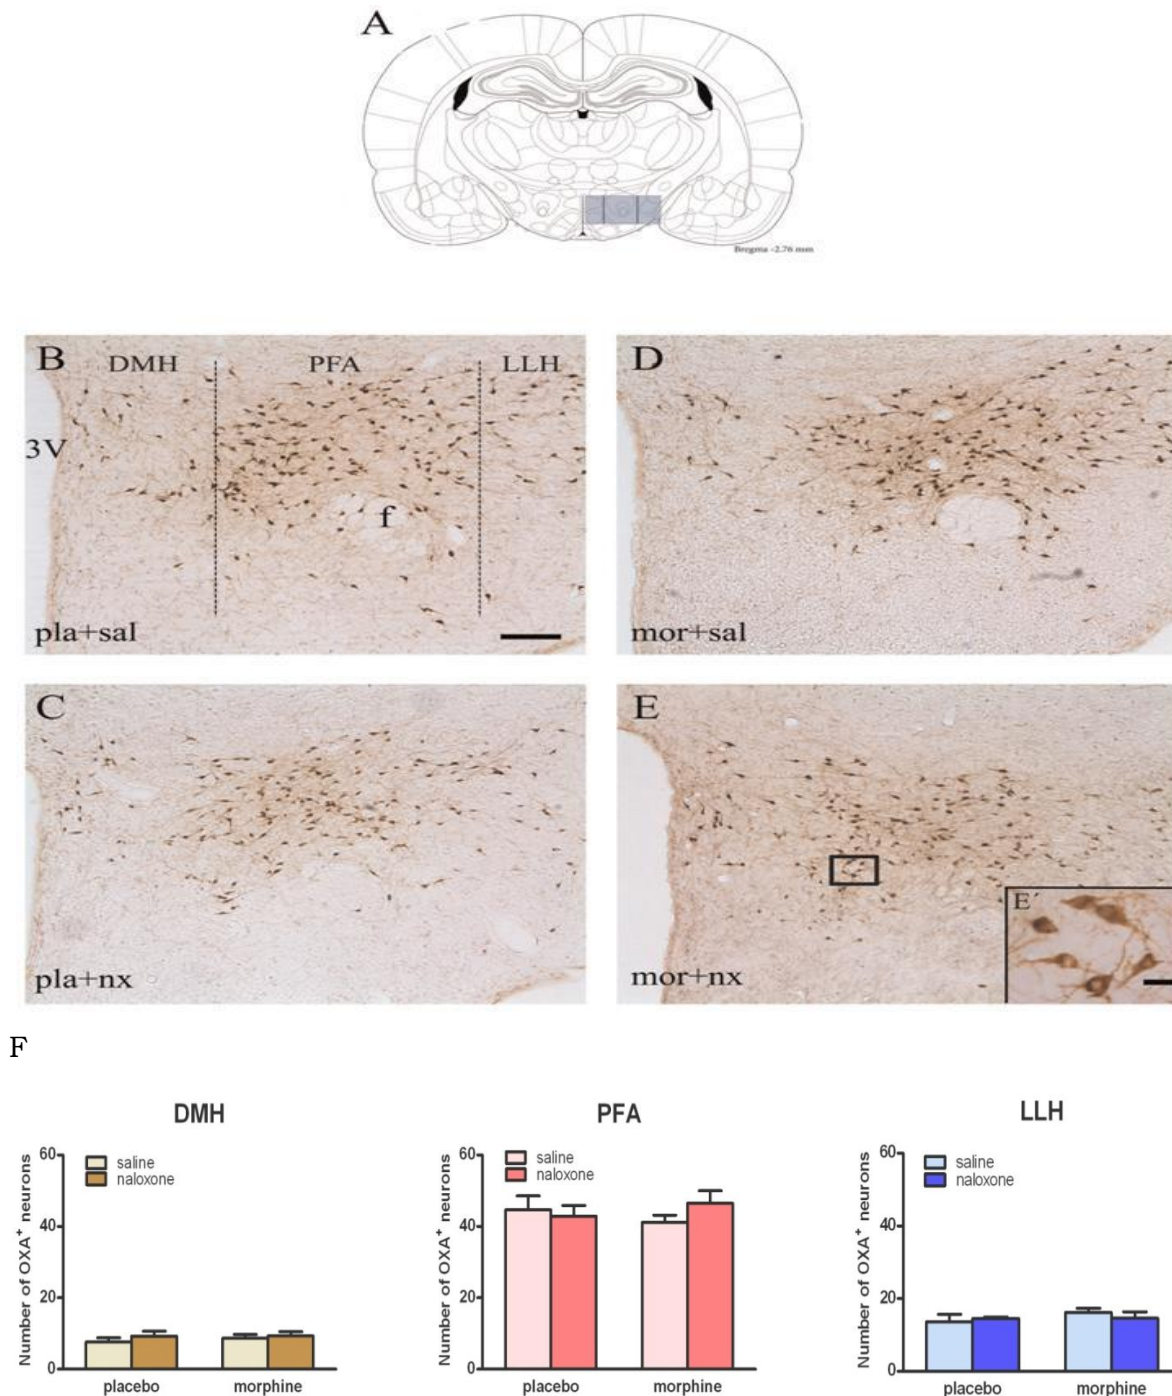 A
Bregma -2.76 mm
B
DMH
PFA
LLH
3V
f
pla+sal
D
mor+sal
C
pla+nx
E
E´
mor+nx
F
DMH
Number of OXA+ neurons
60
40
20
0
saline
naloxone
placebo
morphine
PFA
Number of OXA+ neurons
60
40
20
0
saline
naloxone
placebo
morphine
LLH
Number of OXA+ neurons
60
40
20
0
saline
naloxone
placebo
morphine